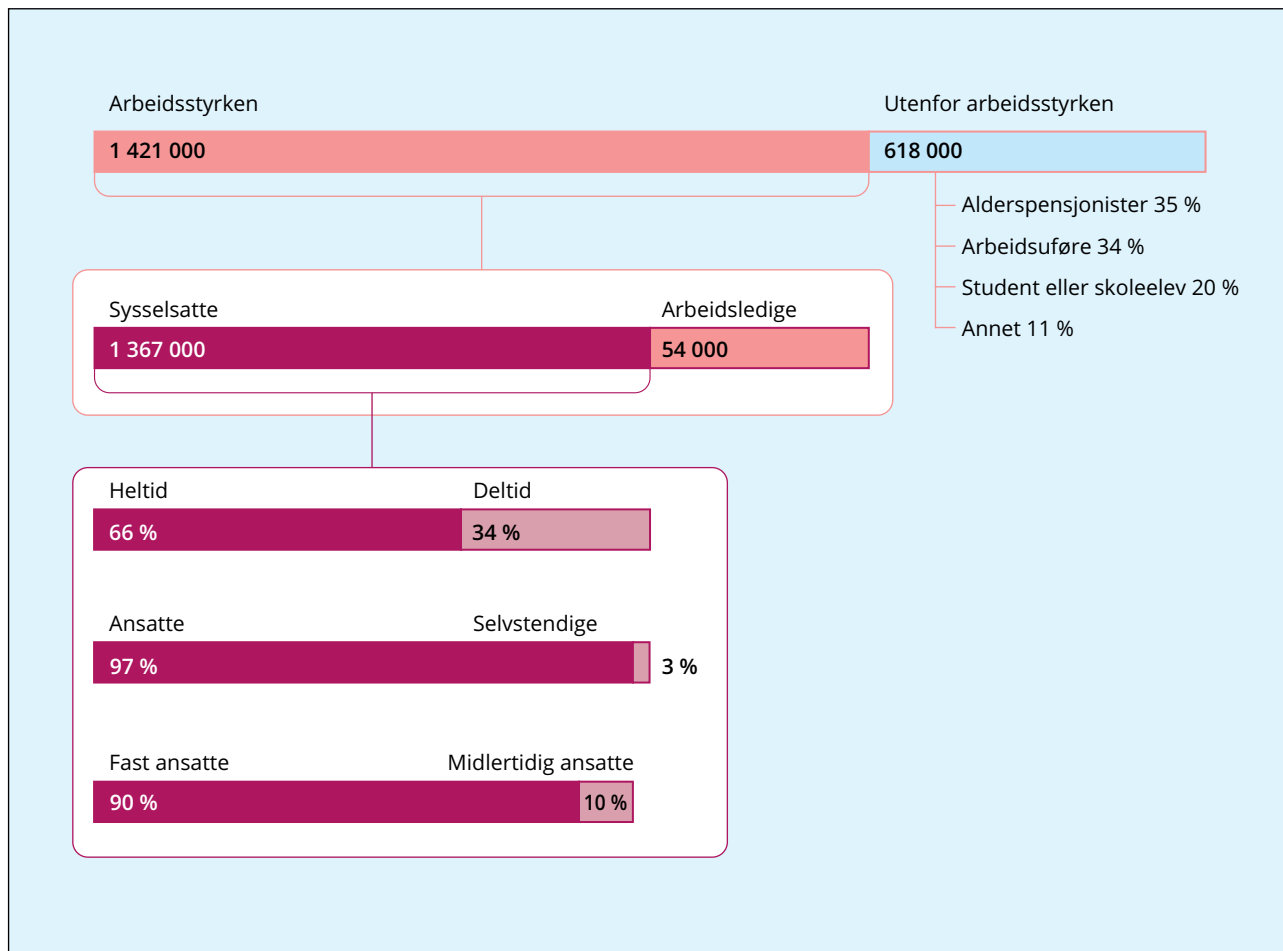 Arbeidsstyrken Utenfor arbeidsstyrken
1 421 000 618 000
Alderspensjonister 35 %
Arbeidsuføre 34 %
Student eller skoleelev 20 %
Annet 11 %
Sysselsatte Arbeidsledige
1 367 000 54 000
Heltid Deltid
66 % 34 %
Ansatte Selvstendige
97 % 3 %
Fast ansatte Midlertidig ansatte
90 % 10 %